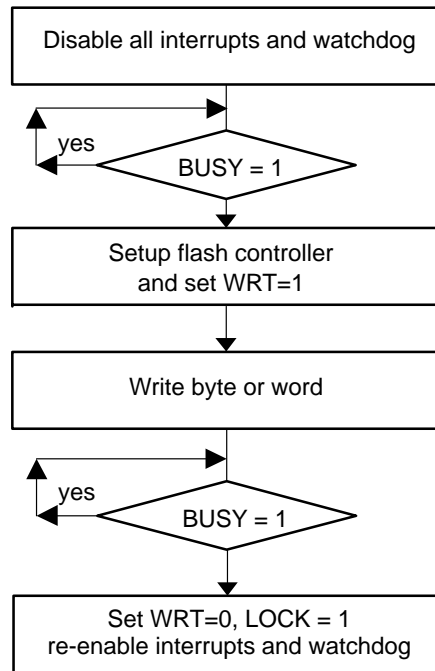 Disable all interrupts and watchdog
yes
BUSY = 1
Setup flash controller
and set WRT=1
Write byte or word
yes
BUSY = 1
Set WRT=0, LOCK = 1
re-enable interrupts and watchdog